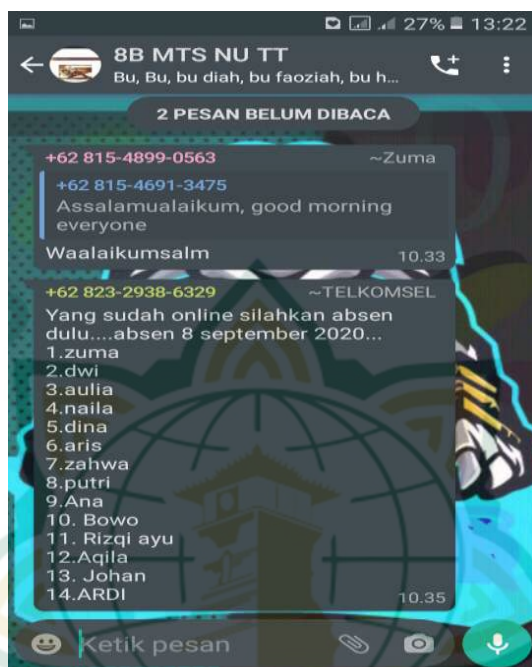 27% 13:22
8B MTS NU TT
Bu, Bu, bu diah, bu faoziah, bu h...
2 PESAN BELUM DIBACA
+62 815-4899-0563 ~Zuma
+62 815-4691-3475
Assalamualaikum, good morning
everyone
Waalaikumsalm 10.33
+62 823-2938-6329 ~TELKOMSEL
Yang sudah online silahkan absen
dulu....absen 8 september 2020...
1.zuma
2.dwi
3.aulia
4.naila
5.dina
6.aris
7.zahwa
8.putri
9.Ana
10. Bowo
11. Rizqi ayu
12.Aqila
13. Johan
14.ARDI 10.35
Ketik pesan